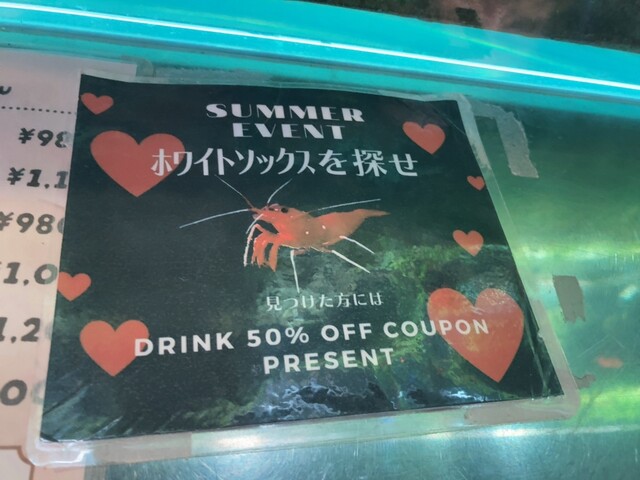 SUMMER
EVENT
ホワイトソックスを探せ
見つけた方には
DRINK 50% OFF COUPON
PRESENT